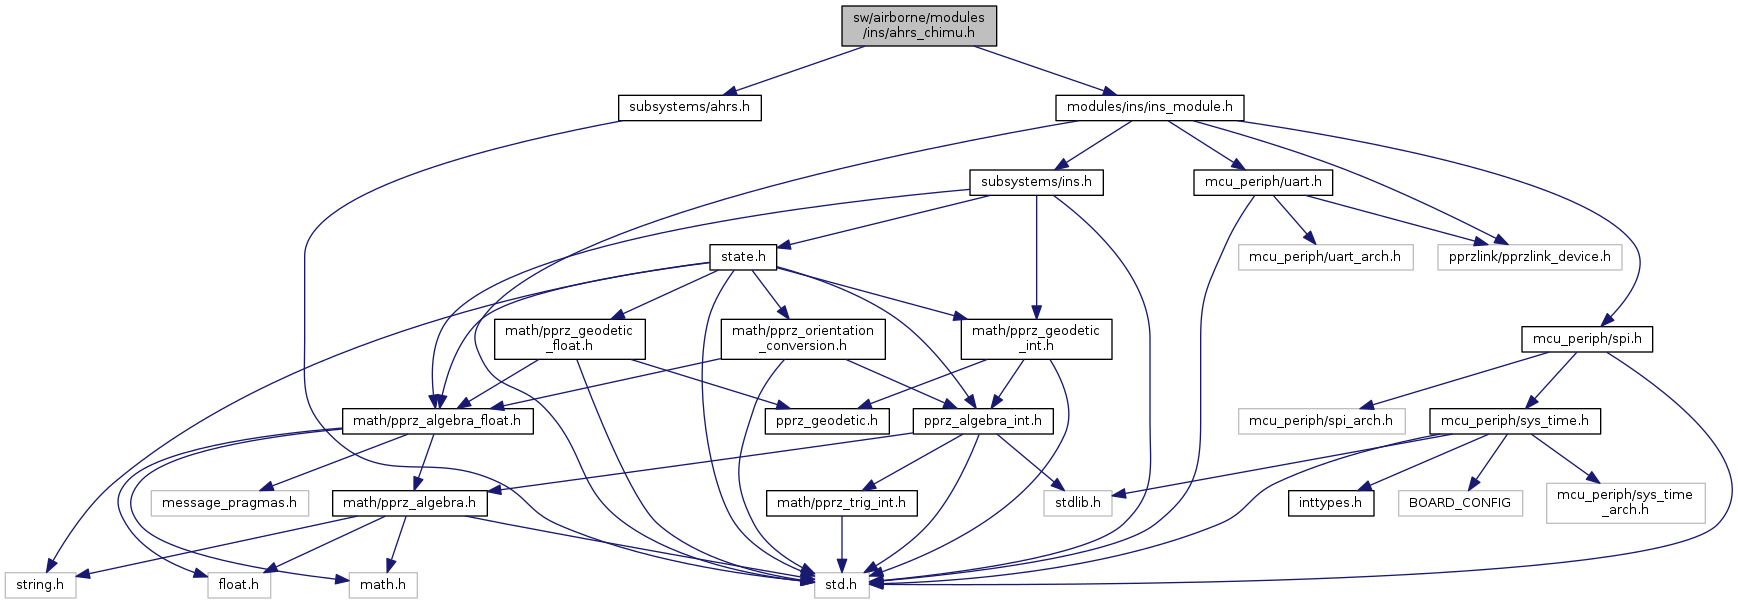 sw/airborne/modules
/ins/ahrs_chimu.h
subsystems/ahrs.h
modules/ins/ins_module.h
subsystems/ins.h
mcu_periph/uart.h
state.h
mcu_periph/uart_arch.h
pprzlink/pprzlink_device.h
math/pprz_geodetic
_float.h
math/pprz_orientation
_conversion.h
math/pprz_geodetic
_int.h
mcu_periph/spi.h
math/pprz_algebra_float.h
pprz_geodetic.h
pprz_algebra_int.h
mcu_periph/spi_arch.h
mcu_periph/sys_time.h
message_pragmas.h
math/pprz_algebra.h
math/pprz_trig_int.h
stdlib.h
inttypes.h
BOARD_CONFIG
mcu_periph/sys_time
_arch.h
string.h
float.h
math.h
std.h